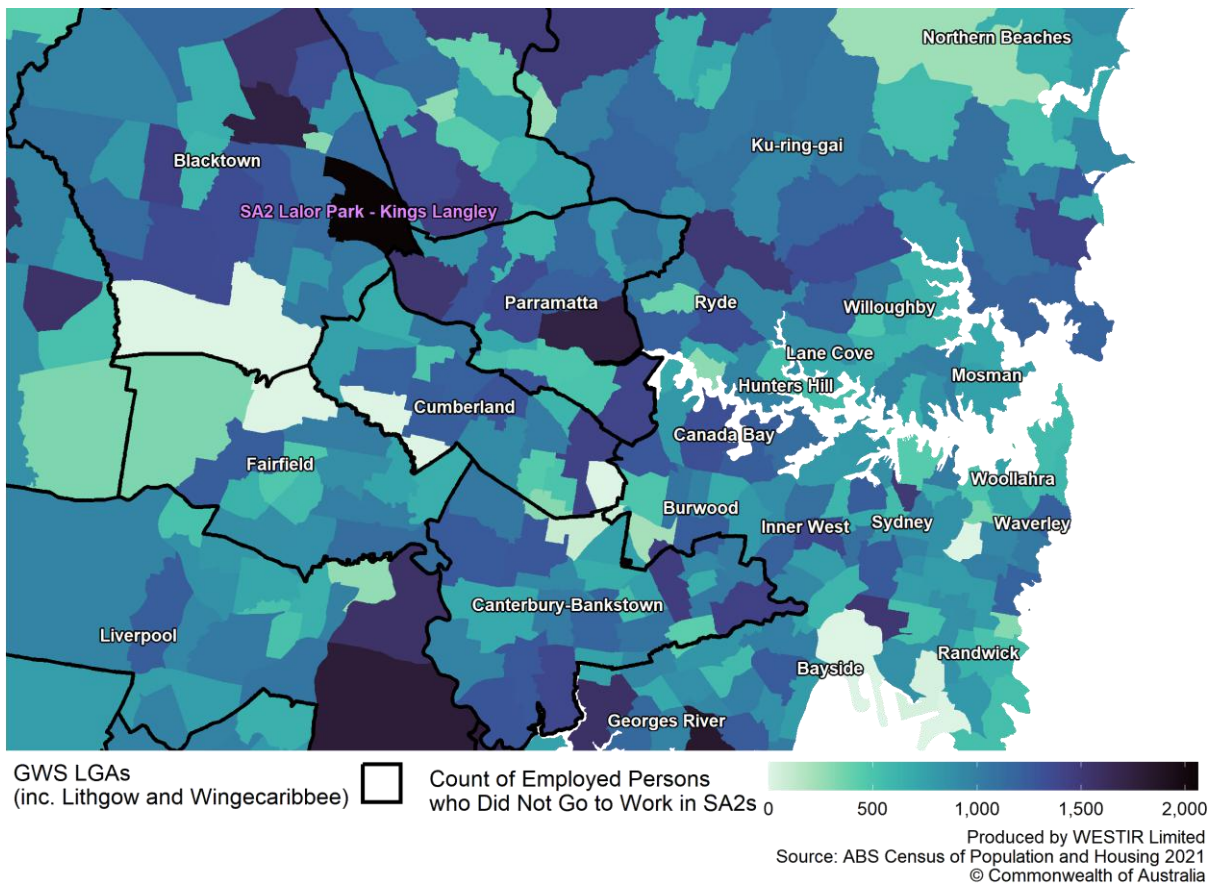 Northern Beaches
Ku-ring-gai
Blacktown
SA2 Lalor Park - Kings Langley
Parramatta
Ryde
Willoughby
Lane Cove
Mosman
Hunters Hill
Cumberland
Canada Bay
Fairfield
Woollahra
Burwood
Inner West
Sydney
Waverley
Canterbury-Bankstown
Liverpool
Randwick
Bayside
Georges River
GWS LGAs
(inc. Lithgow and Wingecaribbee)
Count of Employed Persons
who Did Not Go to Work in SA2s
0 500 1,000 1,500 2,000
Produced by WESTIR Limited
Source: ABS Census of Population and Housing 2021
© Commonwealth of Australia